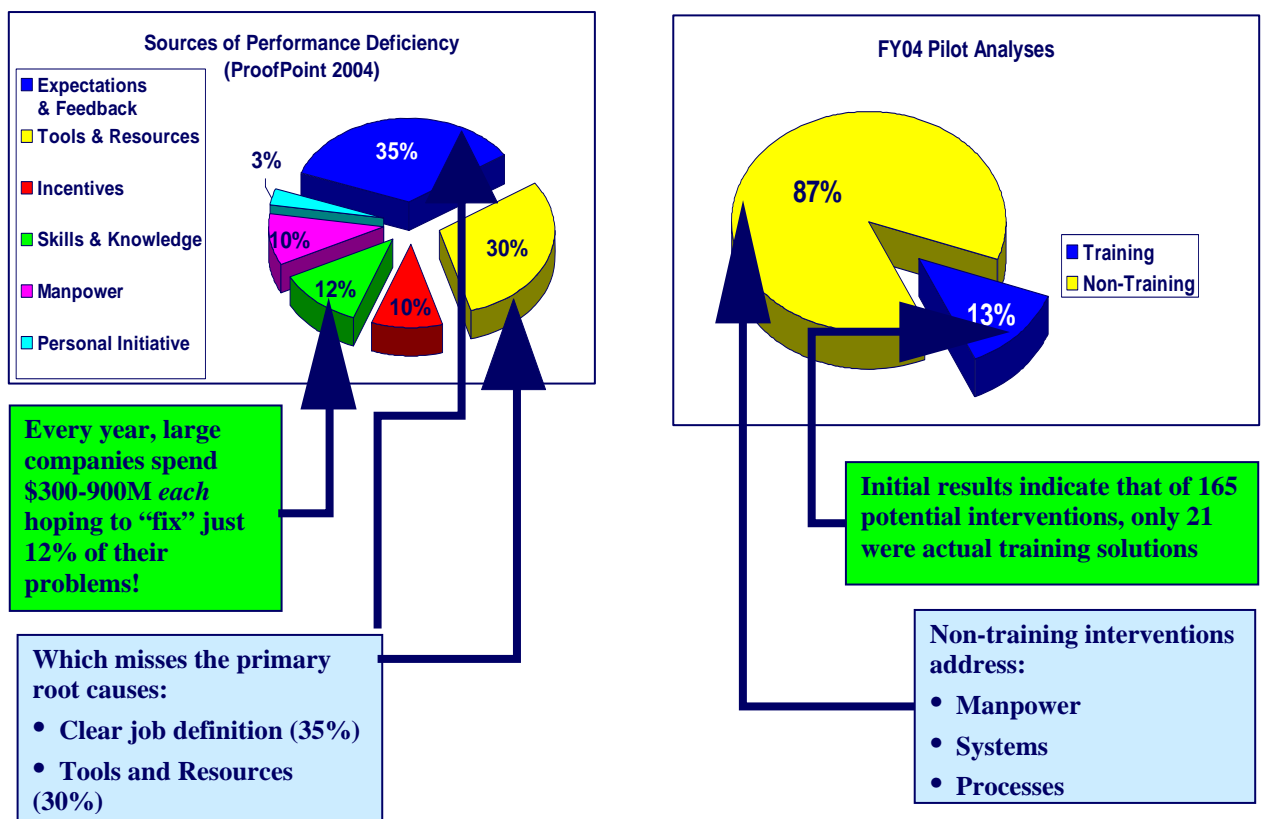 Sources of Performance Deficiency
(ProofPoint 2004)
Expectations
& Feedback
Tools & Resources
Incentives
Skills & Knowledge
Manpower
Personal Initiative
35%
3%
10%
12%
10%
30%
Every year, large
companies spend
$300-900M each
hoping to “fix” just
12% of their
problems!
Which misses the primary
root causes:
• Clear job definition (35%)
• Tools and Resources
(30%)
FY04 Pilot Analyses
87%
13%
Training
Non-Training
Initial results indicate that of 165
potential interventions, only 21
were actual training solutions
Non-training interventions
address:
• Manpower
• Systems
• Processes